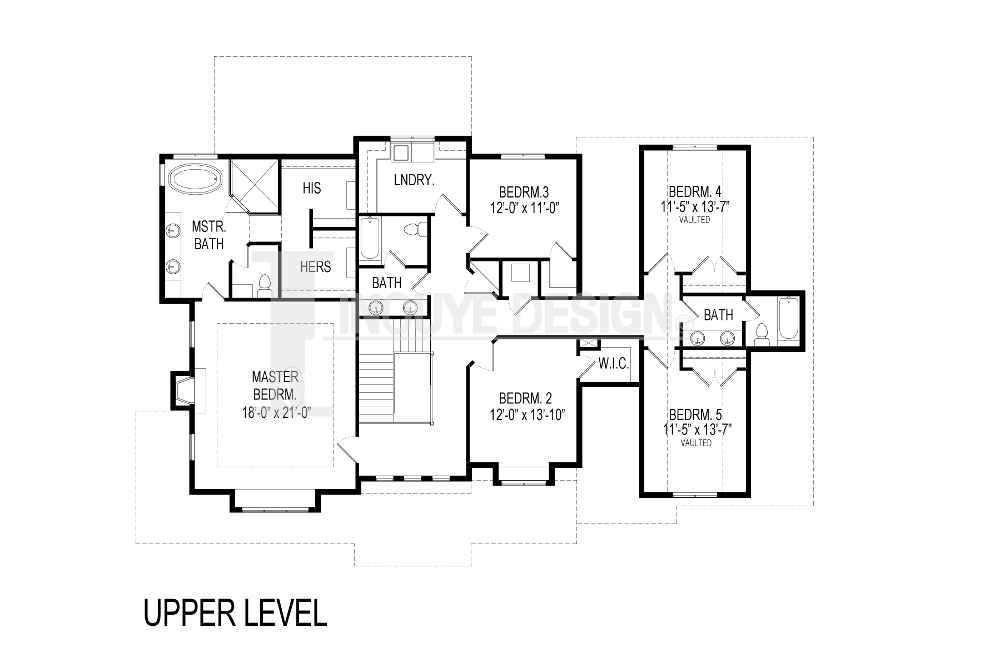 HIS
LNDRY.
BEDRM.3
12'-0" x 11'-0"
BEDRM. 4
11'-5" x 13'-7"
VAULTED
MSTR.
BATH
HERS
BATH
INOUYE DESIGN
BATH
MASTER
BEDRM.
18'-0" x 21'-0"
W.I.C.
BEDRM. 2
12'-0" x 13'-10"
BEDRM. 5
11'-5" x 13'-7"
VAULTED
UPPER LEVEL